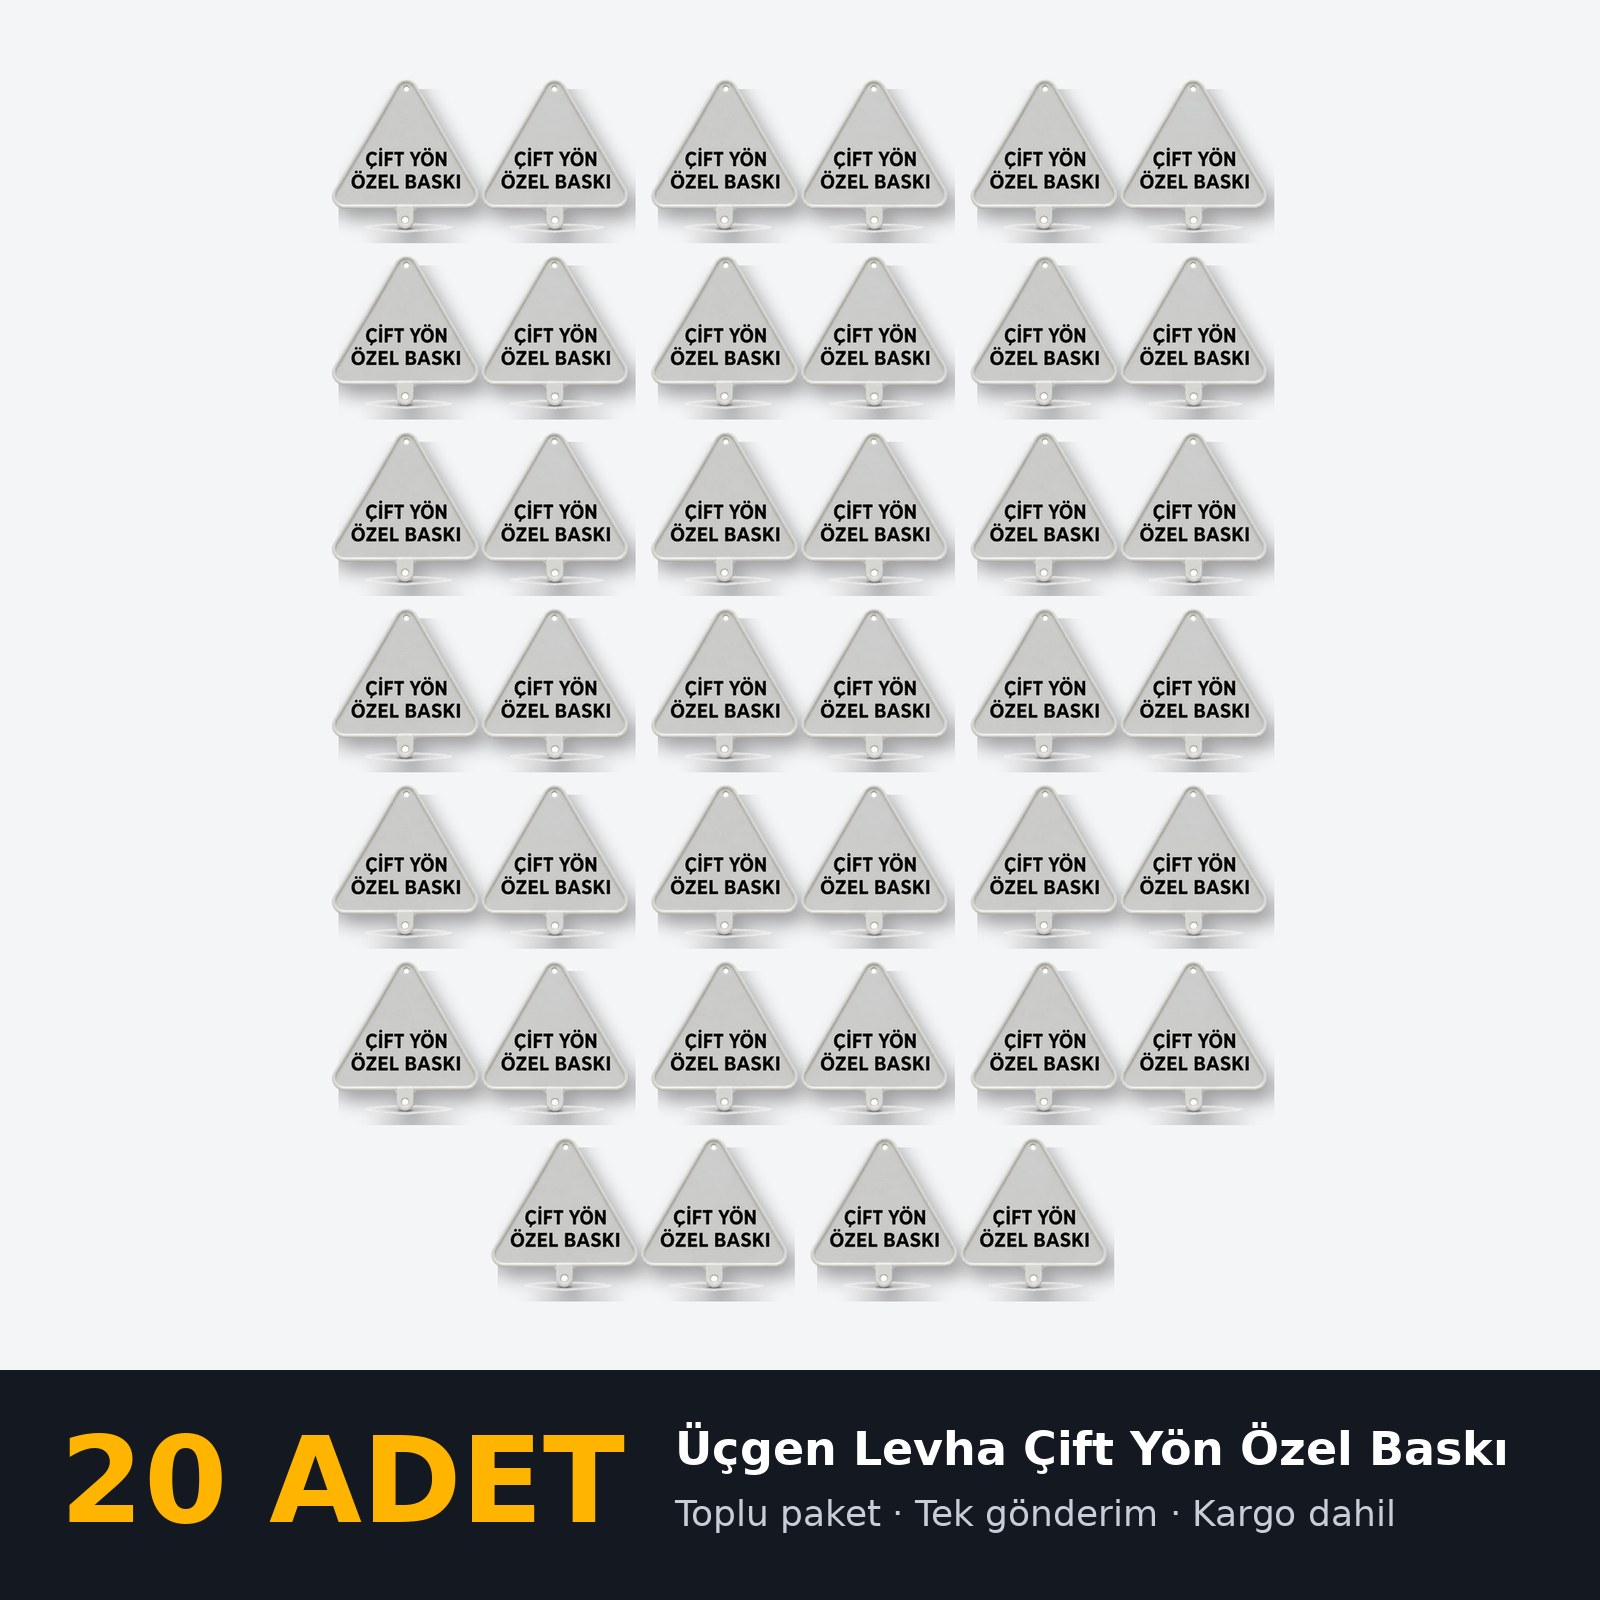 ÇİFT YÖN ÇİFT YÖN ÇİFT YÖN ÇİFT YÖN ÇİFT YÖN ÇİFT YÖN
ÖZEL BASKI ÖZEL BASKI ÖZEL BASKI ÖZEL BASKI ÖZEL BASKI ÖZEL BASKI
ÇİFT YÖN ÇİFT YÖN ÇİFT YÖN ÇİFT YÖN ÇİFT YÖN ÇİFT YÖN
ÖZEL BASKI ÖZEL BASKI ÖZEL BASKI ÖZEL BASKI ÖZEL BASKI ÖZEL BASKI
ÇİFT YÖN ÇİFT YÖN ÇİFT YÖN ÇİFT YÖN ÇİFT YÖN ÇİFT YÖN
ÖZEL BASKI ÖZEL BASKI ÖZEL BASKI ÖZEL BASKI ÖZEL BASKI ÖZEL BASKI
ÇİFT YÖN ÇİFT YÖN ÇİFT YÖN ÇİFT YÖN ÇİFT YÖN ÇİFT YÖN
ÖZEL BASKI ÖZEL BASKI ÖZEL BASKI ÖZEL BASKI ÖZEL BASKI ÖZEL BASKI
ÇİFT YÖN ÇİFT YÖN ÇİFT YÖN ÇİFT YÖN ÇİFT YÖN ÇİFT YÖN
ÖZEL BASKI ÖZEL BASKI ÖZEL BASKI ÖZEL BASKI ÖZEL BASKI ÖZEL BASKI
ÇİFT YÖN ÇİFT YÖN ÇİFT YÖN ÇİFT YÖN ÇİFT YÖN ÇİFT YÖN
ÖZEL BASKI ÖZEL BASKI ÖZEL BASKI ÖZEL BASKI ÖZEL BASKI ÖZEL BASKI
ÇİFT YÖN ÇİFT YÖN ÇİFT YÖN ÇİFT YÖN
ÖZEL BASKI ÖZEL BASKI ÖZEL BASKI ÖZEL BASKI
20 ADET
Üçgen Levha Çift Yön Özel Baskı
Toplu paket · Tek gönderim · Kargo dahil